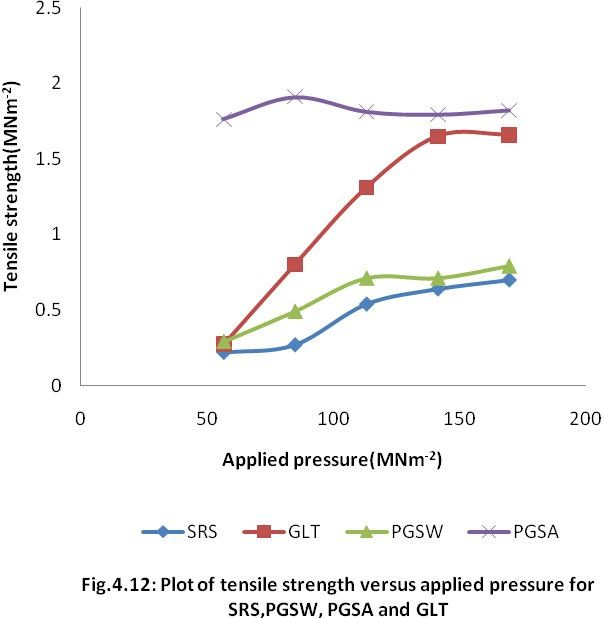 2.5
2
1.5
1
0.5
0
Tensile strength(MNm-2)
0 50 100 150 200
Applied pressure(MNm-2)
SRS GLT PGSW PGSA
Fig.4.12: Plot of tensile strength versus applied pressure for
SRS,PGSW, PGSA and GLT